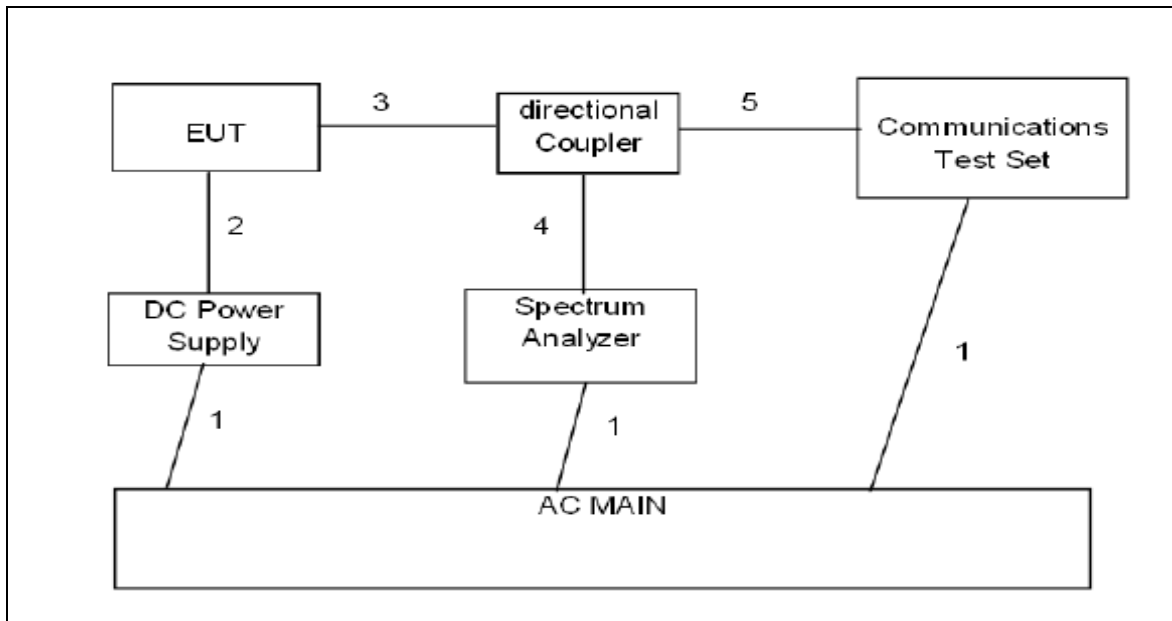 EUT
3
directional
Coupler
5
Communications
Test Set
2
4
DC Power
Supply
Spectrum
Analyzer
1
1
1
AC MAIN